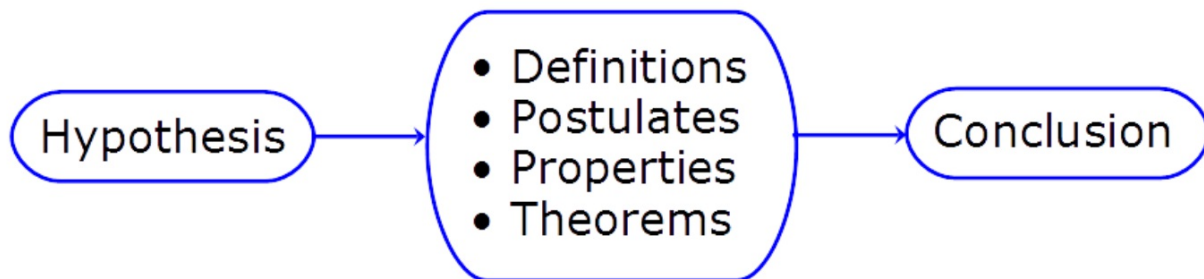 Hypothesis
• Definitions
• Postulates
• Properties
• Theorems
Conclusion